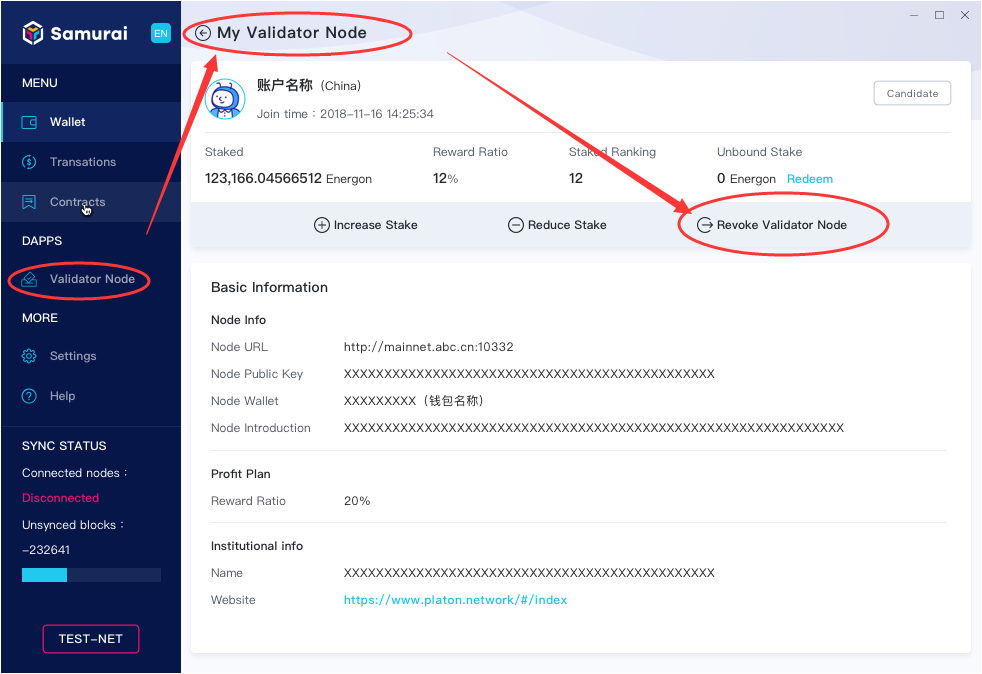 Samurai
EN
MENU
Wallet
Transations
Contracts
DAPPS
Validator Node
MORE
Settings
Help
SYNC STATUS
Connected nodes：
Disconnected
Unsynced blocks：
-232641
TEST-NET
My Validator Node
账户名称（China）
Join time：2018-11-16 14:25:34
Candidate
Staked Reward Ratio Staked Ranking Unbound Stake
123,166.04566512 Energon 12% 12 0 Energon Redeem
Increase Stake Reduce Stake Revoke Validator Node
Basic Information
Node Info
Node URL http://mainnet.abc.cn:10332
Node Public Key XXXXXXXXXXXXXXXXXXXXXXXXXXXXXXXXXXXXXXXXXXXXXX
Node Wallet XXXXXXXXX（钱包名称）
Node Introduction XXXXXXXXXXXXXXXXXXXXXXXXXXXXXXXXXXXXXXXXXXXXXXXXXXXXXXXXXXXXXX
Profit Plan
Reward Ratio 20%
Institutional info
Name XXXXXXXXXXXXXXXXXXXXXXXXXXXXXXXXXXXXXXXXXXXXXX
Website https://www.platon.network/#/index